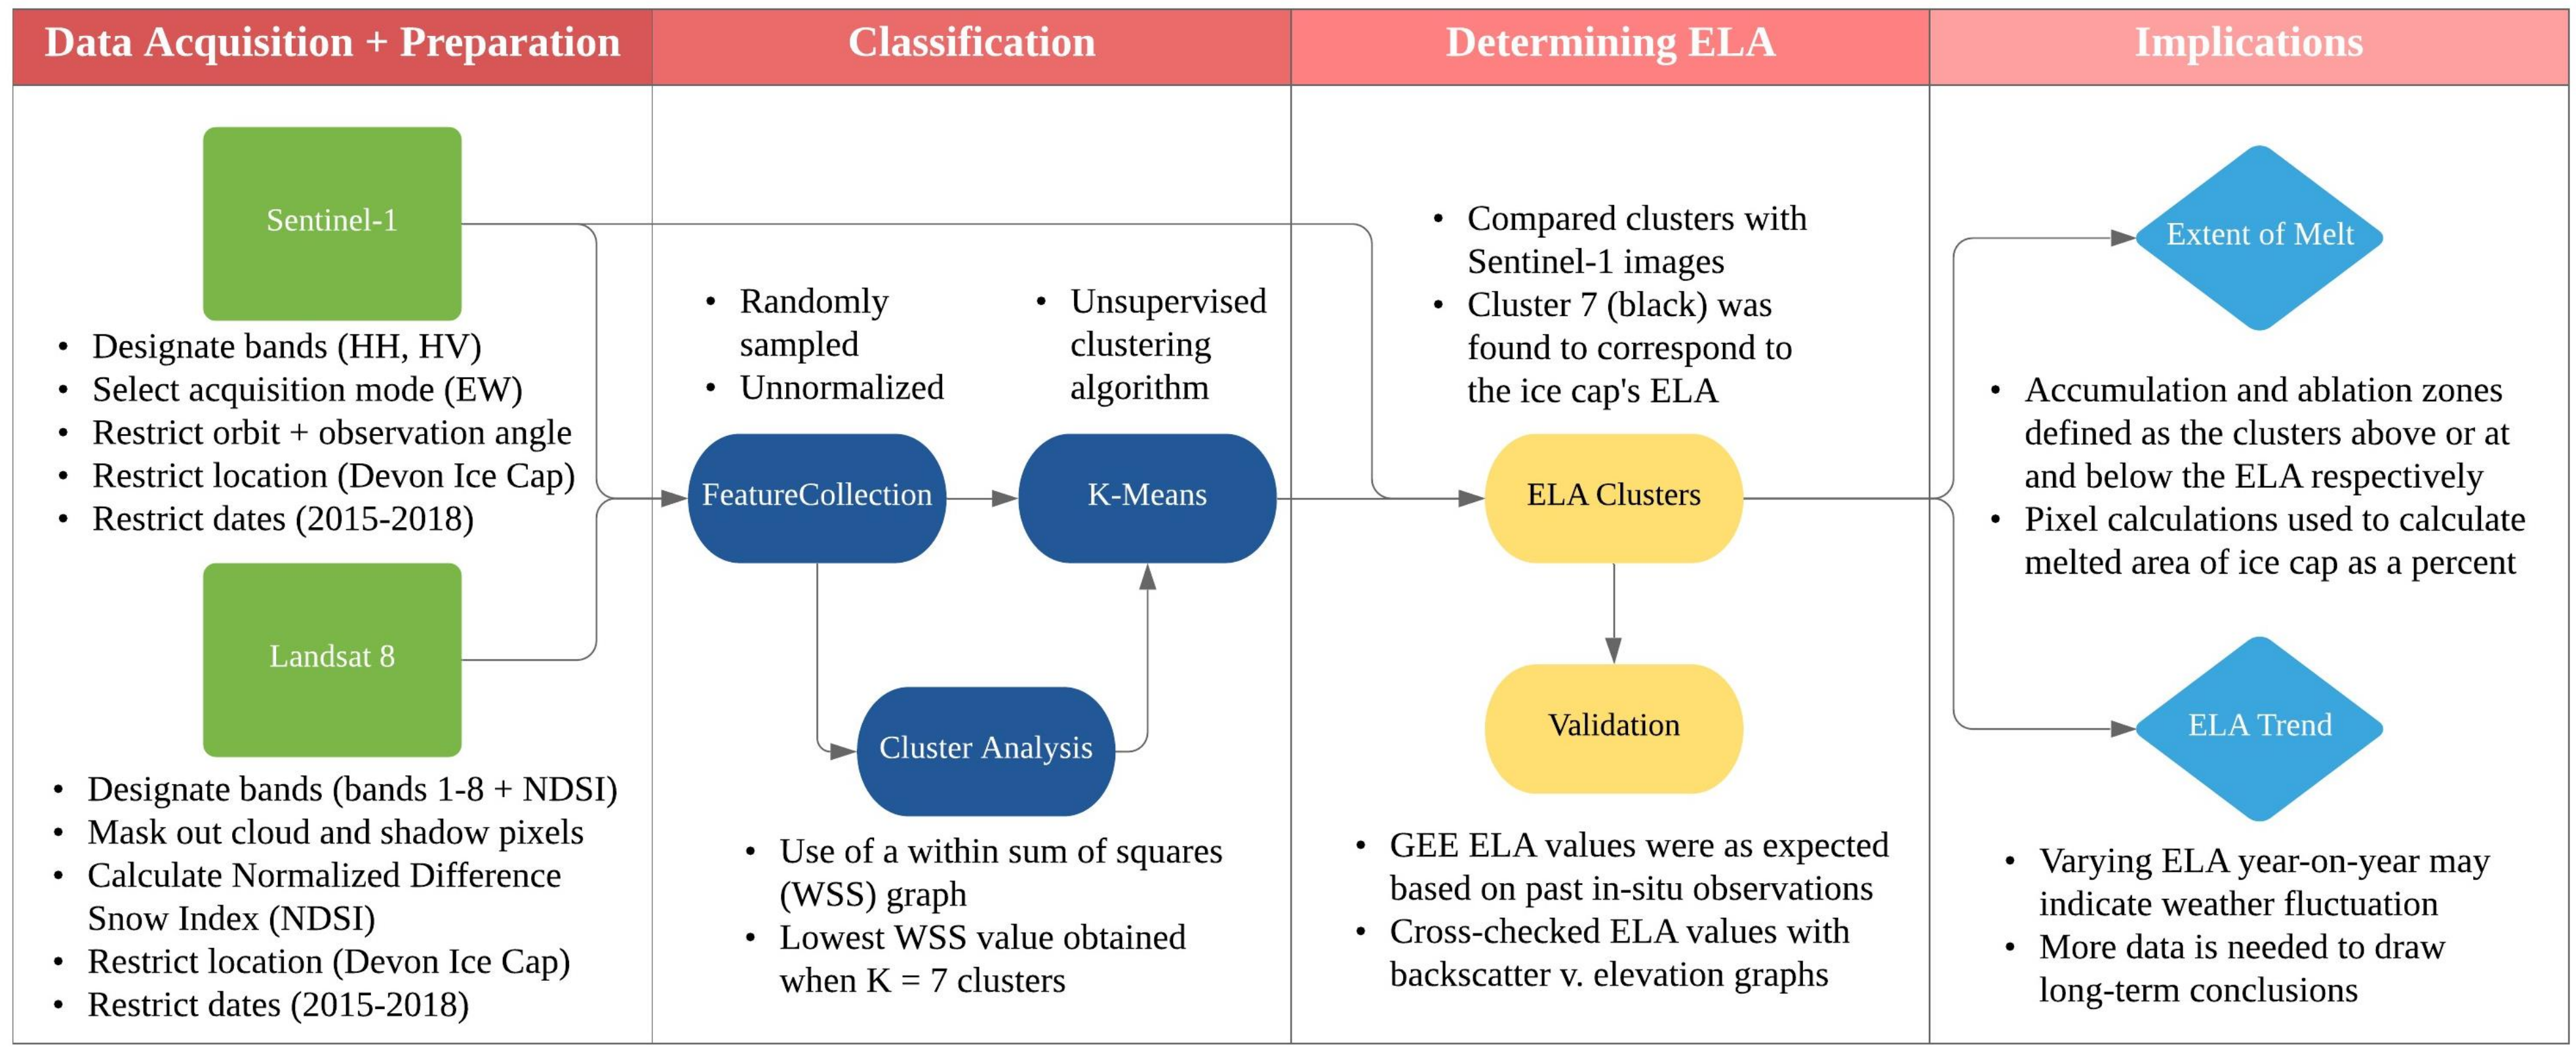 Data Acquisition + Preparation
Sentinel-1
• Designate bands (HH, HV)
• Select acquisition mode (EW)
• Restrict orbit + observation angle
• Restrict location (Devon Ice Cap)
• Restrict dates (2015-2018)
Landsat 8
• Designate bands (bands 1-8 + NDSI)
• Mask out cloud and shadow pixels
• Calculate Normalized Difference
Snow Index (NDSI)
• Restrict location (Devon Ice Cap)
• Restrict dates (2015-2018)
Classification
• Randomly
sampled
• Unnormalized
FeatureCollection
• Unsupervised
clustering
algorithm
K-Means
Cluster Analysis
• Use of a within sum of squares
(WSS) graph
• Lowest WSS value obtained
when K = 7 clusters
Determining ELA
• Compared clusters with
Sentinel-1 images
• Cluster 7 (black) was
found to correspond to
the ice cap's ELA
ELA Clusters
Validation
• GEE ELA values were as expected
based on past in-situ observations
• Cross-checked ELA values with
backscatter v. elevation graphs
Implications
Extent of Melt
• Accumulation and ablation zones
defined as the clusters above or at
and below the ELA respectively
• Pixel calculations used to calculate
melted area of ice cap as a percent
ELA Trend
• Varying ELA year-on-year may
indicate weather fluctuation
• More data is needed to draw
long-term conclusions